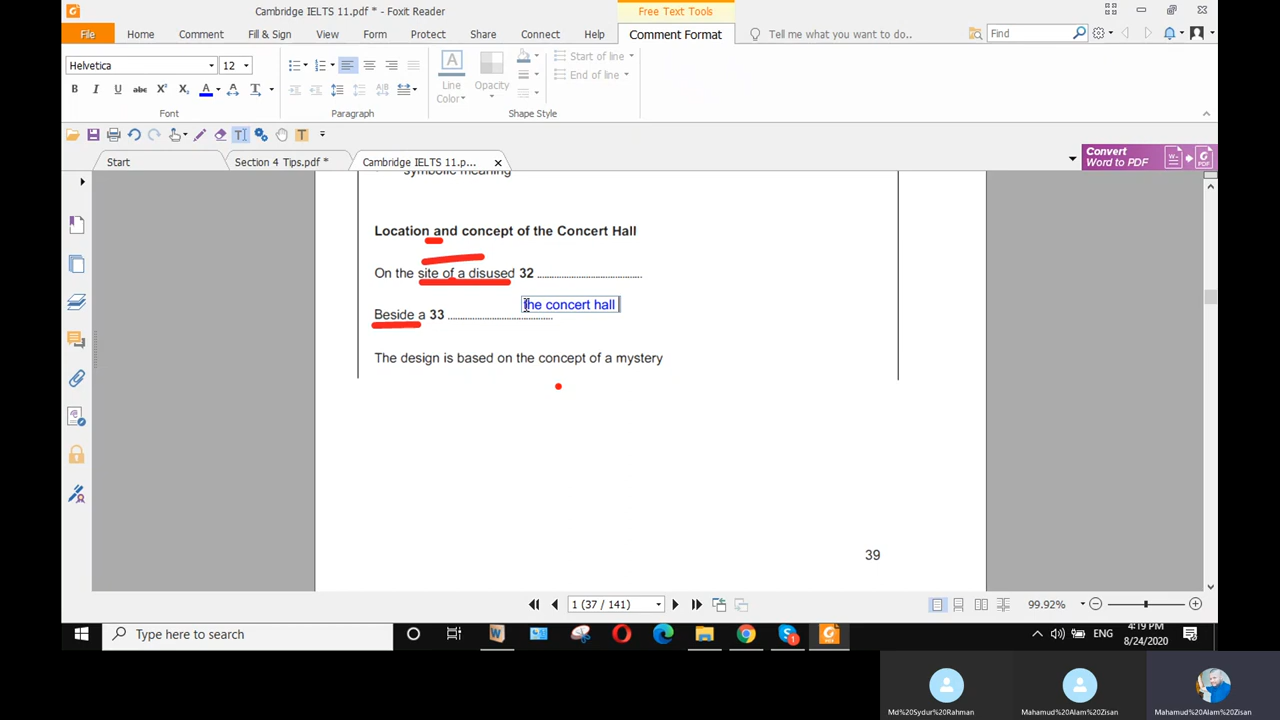 Cambridge IELTS 11.pdf * - Foxit Reader
Free Text Tools
File Home Comment Fill & Sign View Form Protect Share Connect Help Comment Format Tell me what you want to do.. Find
Helvetica 12
Line Color
Opacity
Start of line
End of line
Font Paragraph Shape Style
Start Section 4 Tips.pdf * Cambridge IELTS 11.p...
Convert
Word to PDF
symbolic meaning
Location and concept of the Concert Hall
On the site of a disused 32 ..........................................
the concert hall
Beside a 33 ..........................................
The design is based on the concept of a mystery
39
1 (37 / 141) 99.92%
Type here to search
ENG
4:19 PM
8/24/2020
Md%20Sydur%20Rahman Mahamud%20Alam%20Zisan Mahamud%20Alam%20Zisan